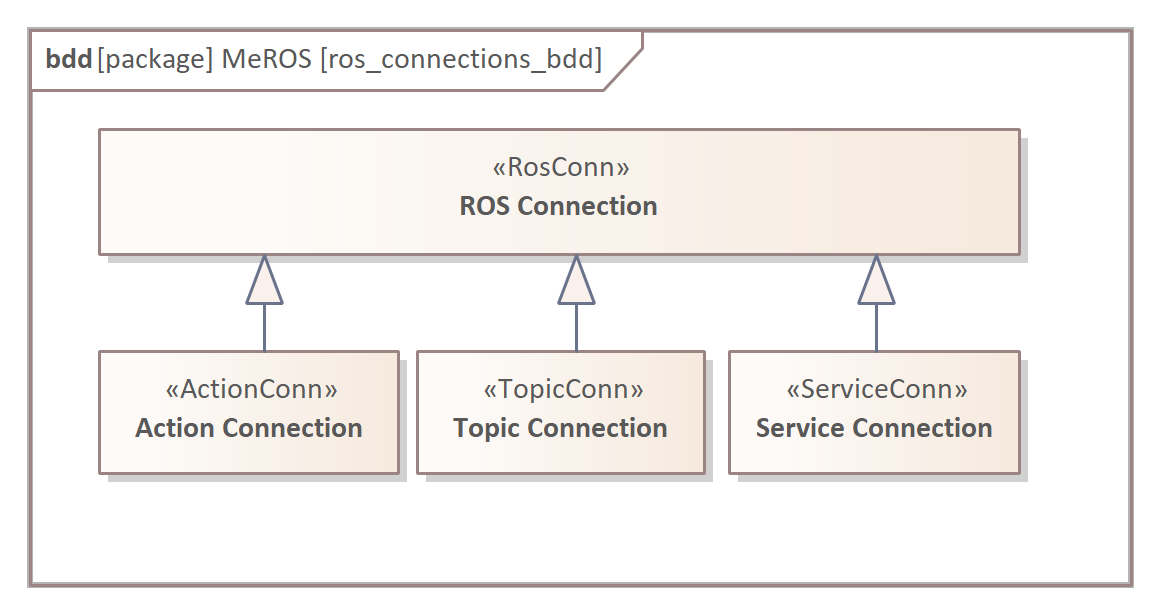 bdd [package] MeROS [ros_connections_bdd]
«RosConn»
ROS Connection
«ActionConn»
Action Connection
«TopicConn»
Topic Connection
«ServiceConn»
Service Connection